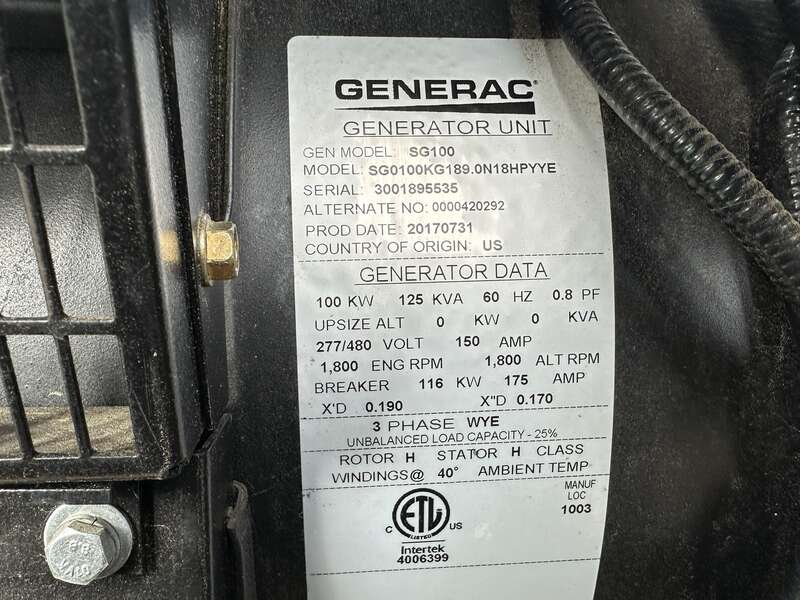 GENERAC
GENERATOR UNIT
GEN MODEL: SG100
MODEL: SG0100KG189.0N18HPYYE
SERIAL: 3001895535
ALTERNATE NO: 0000420292
PROD DATE: 20170731
COUNTRY OF ORIGIN: US
GENERATOR DATA
100 KW 125 KVA 60 HZ 0.8 PF
UPSIZE ALT 0 KW 0 KVA
277/480 VOLT 150 AMP
1,800 ENG RPM 1,800 ALT RPM
BREAKER 116 KW 175 AMP
X'D 0.190 X"D 0.170
3 PHASE WYE
UNBALANCED LOAD CAPACITY - 25%
ROTOR H STATOR H CLASS
WINDINGS@ 40° AMBIENT TEMP
MANUF
LOC
1003
C ETL US
LISTED
Intertek
4006399
8.8